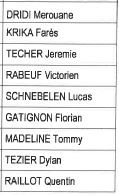 DRIDI Merouane
KRIKA Farès
TECHER Jeremie
RABEUF Victorien
SCHNEBELEN Lucas
GATIGNON Florian
MADELINE Tommy
TEZIER Dylan
RAILLOT Quentin